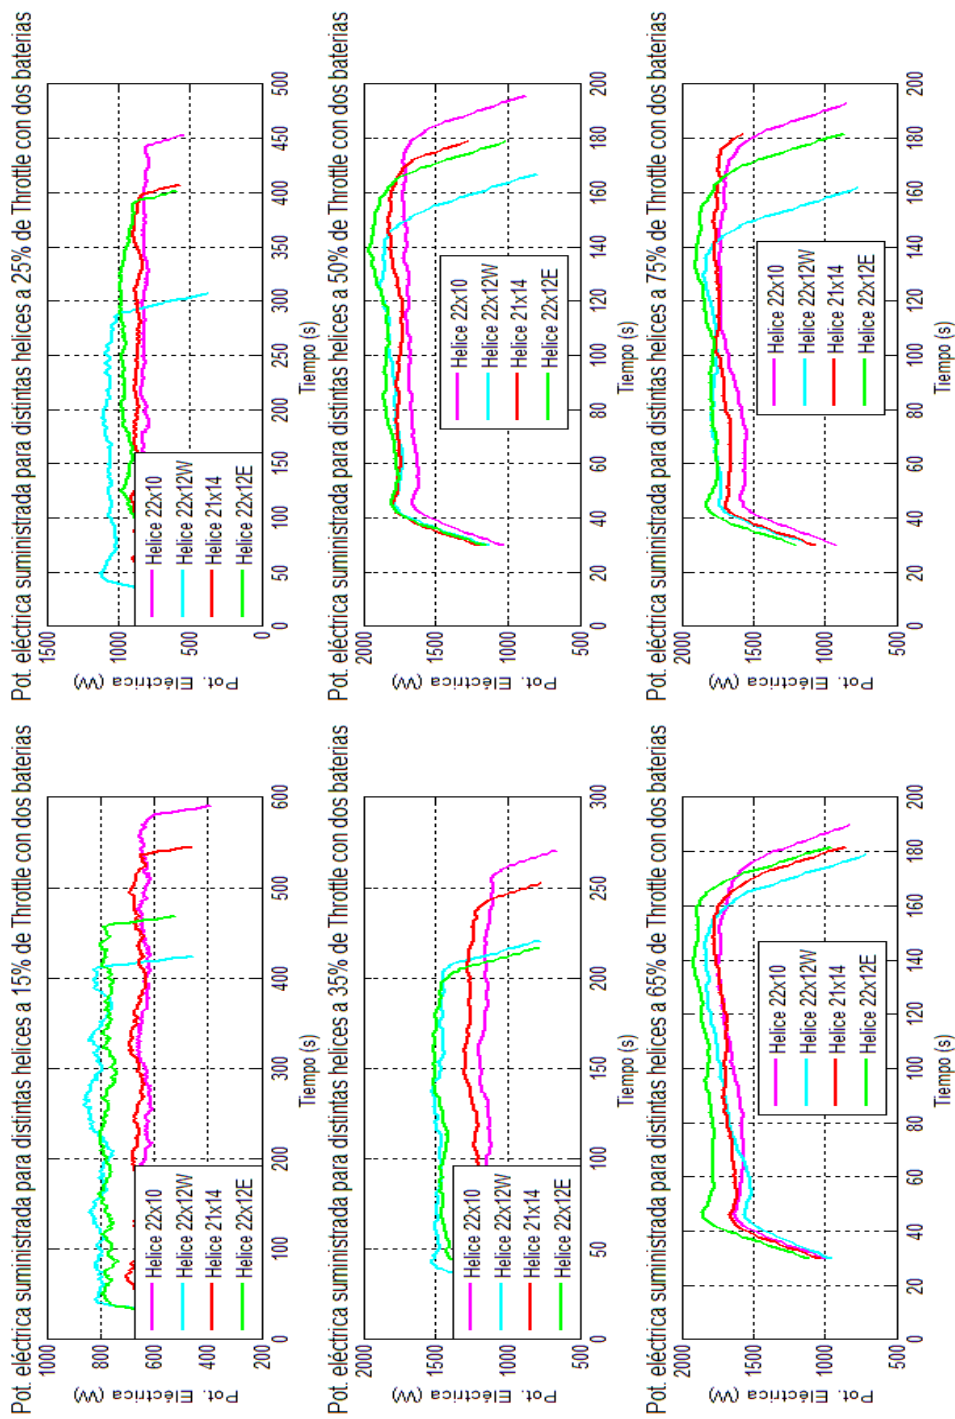 Pot. eléctrica suministrada para distintas helices a 15% de Throttle con dos baterias
Pot. Eléctrica (W)
1000
800
600
400
200
Helice 22x10
Helice 22x12W
Helice 21x14
Helice 22x12E
0 100 200 300 400 500 600
Tiempo (s)
Pot. eléctrica suministrada para distintas helices a 25% de Throttle con dos baterias
Pot. Eléctrica (W)
1500
1000
500
0
Helice 22x10
Helice 22x12W
Helice 21x14
Helice 22x12E
0 50 100 150 200 250 300 350 400 450 500
Tiempo (s)
Pot. eléctrica suministrada para distintas helices a 35% de Throttle con dos baterias
Pot. Eléctrica (W)
2000
1500
1000
500
Helice 22x10
Helice 22x12W
Helice 21x14
Helice 22x12E
0 50 100 150 200 250 300
Tiempo (s)
Pot. eléctrica suministrada para distintas helices a 50% de Throttle con dos baterias
Pot. Eléctrica (W)
2000
1500
1000
500
Helice 22x10
Helice 22x12W
Helice 21x14
Helice 22x12E
0 20 40 60 80 100 120 140 160 180 200
Tiempo (s)
Pot. eléctrica suministrada para distintas helices a 65% de Throttle con dos baterias
Pot. Eléctrica (W)
2000
1500
1000
500
Helice 22x10
Helice 22x12W
Helice 21x14
Helice 22x12E
0 20 40 60 80 100 120 140 160 180 200
Tiempo (s)
Pot. eléctrica suministrada para distintas helices a 75% de Throttle con dos baterias
Pot. Eléctrica (W)
2000
1500
1000
500
Helice 22x10
Helice 22x12W
Helice 21x14
Helice 22x12E
0 20 40 60 80 100 120 140 160 180 200
Tiempo (s)